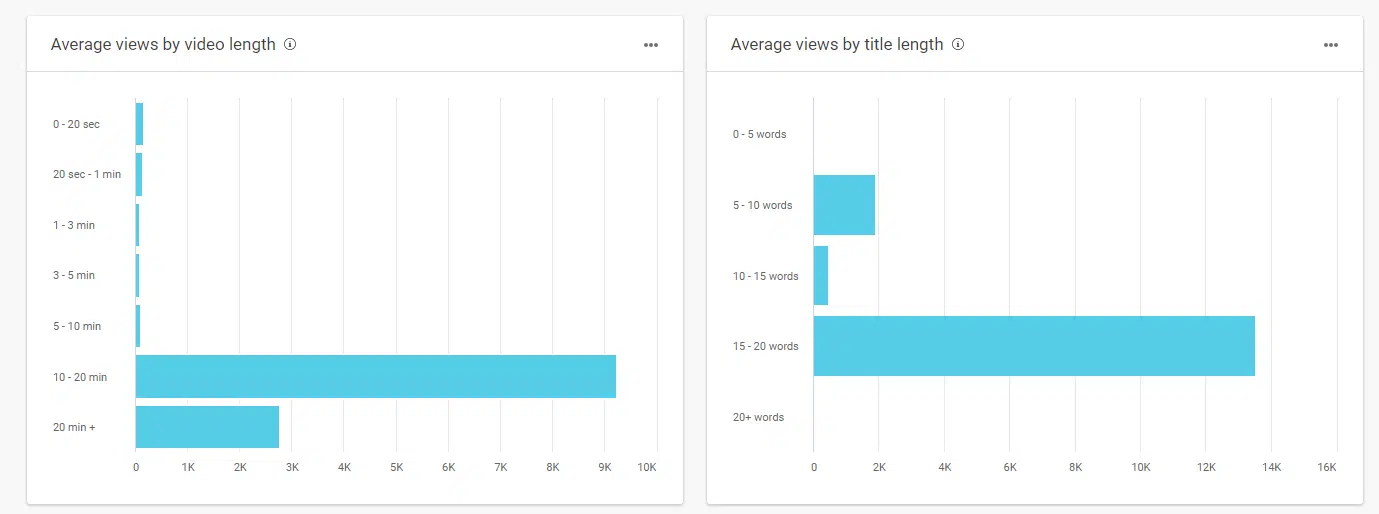 Average views by video length
0 - 20 sec
20 sec - 1 min
1 - 3 min
3 - 5 min
5 - 10 min
10 - 20 min
20 min +
0 1K 2K 3K 4K 5K 6K 7K 8K 9K 10K
Average views by title length
0 - 5 words
5 - 10 words
10 - 15 words
15 - 20 words
20+ words
0 2K 4K 6K 8K 10K 12K 14K 16K